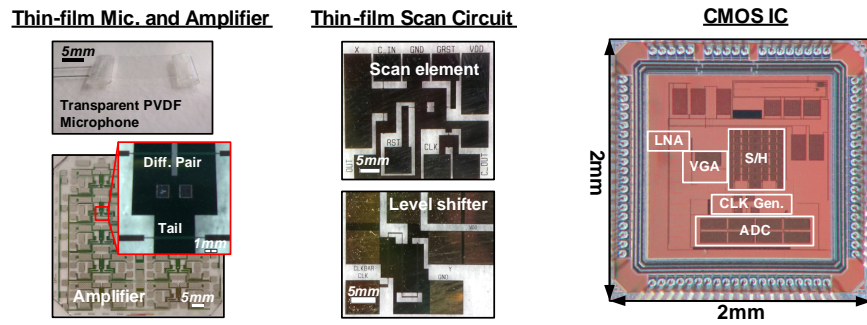 Thin-film Mic. and Amplifier
5mm
Transparent PVDF
Microphone
Diff. Pair
Tail
1mm
Amplifier
5mm
Thin-film Scan Circuit
X C_IN GND GRST VDD
Scan element
RST
CLK
OUT
C_OUT
5mm
Level shifter
CLKBAR
CLK
Y
GND
5mm
CMOS IC
LNA
VGA
S/H
CLK Gen.
ADC
2mm
2mm